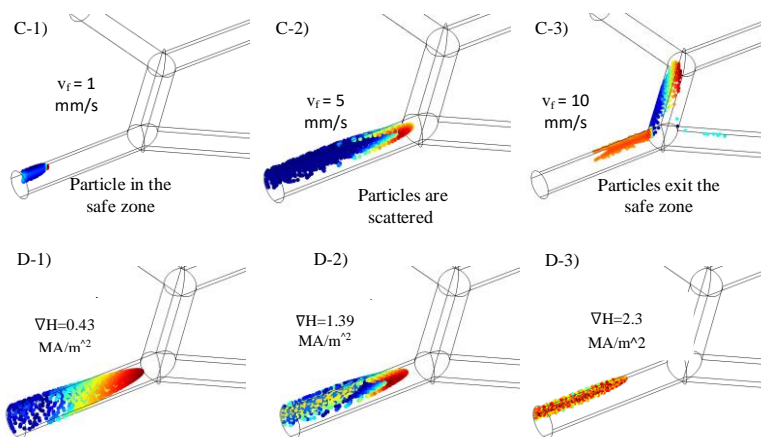 C-1)
v_f = 1
mm/s
Particle in the
safe zone
C-2)
v_f = 5
mm/s
Particles are
scattered
C-3)
v_f = 10
mm/s
Particles exit the
safe zone
D-1)
∇H=0.43
MA/m^2
D-2)
∇H=1.39
MA/m^2
D-3)
∇H=2.3
MA/m^2